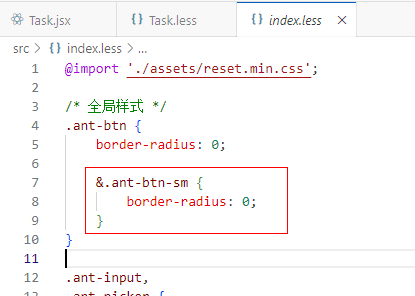 Task.jsx
Task.less
index.less
src > index.less > ...
1 @import './assets/reset.min.css';
2
3 /* 全局样式 */
4 .ant-btn {
5 border-radius: 0;
6
7 &.ant-btn-sm {
8 border-radius: 0;
9 }
10 }
11
12 .ant-input,
.ant-picker {